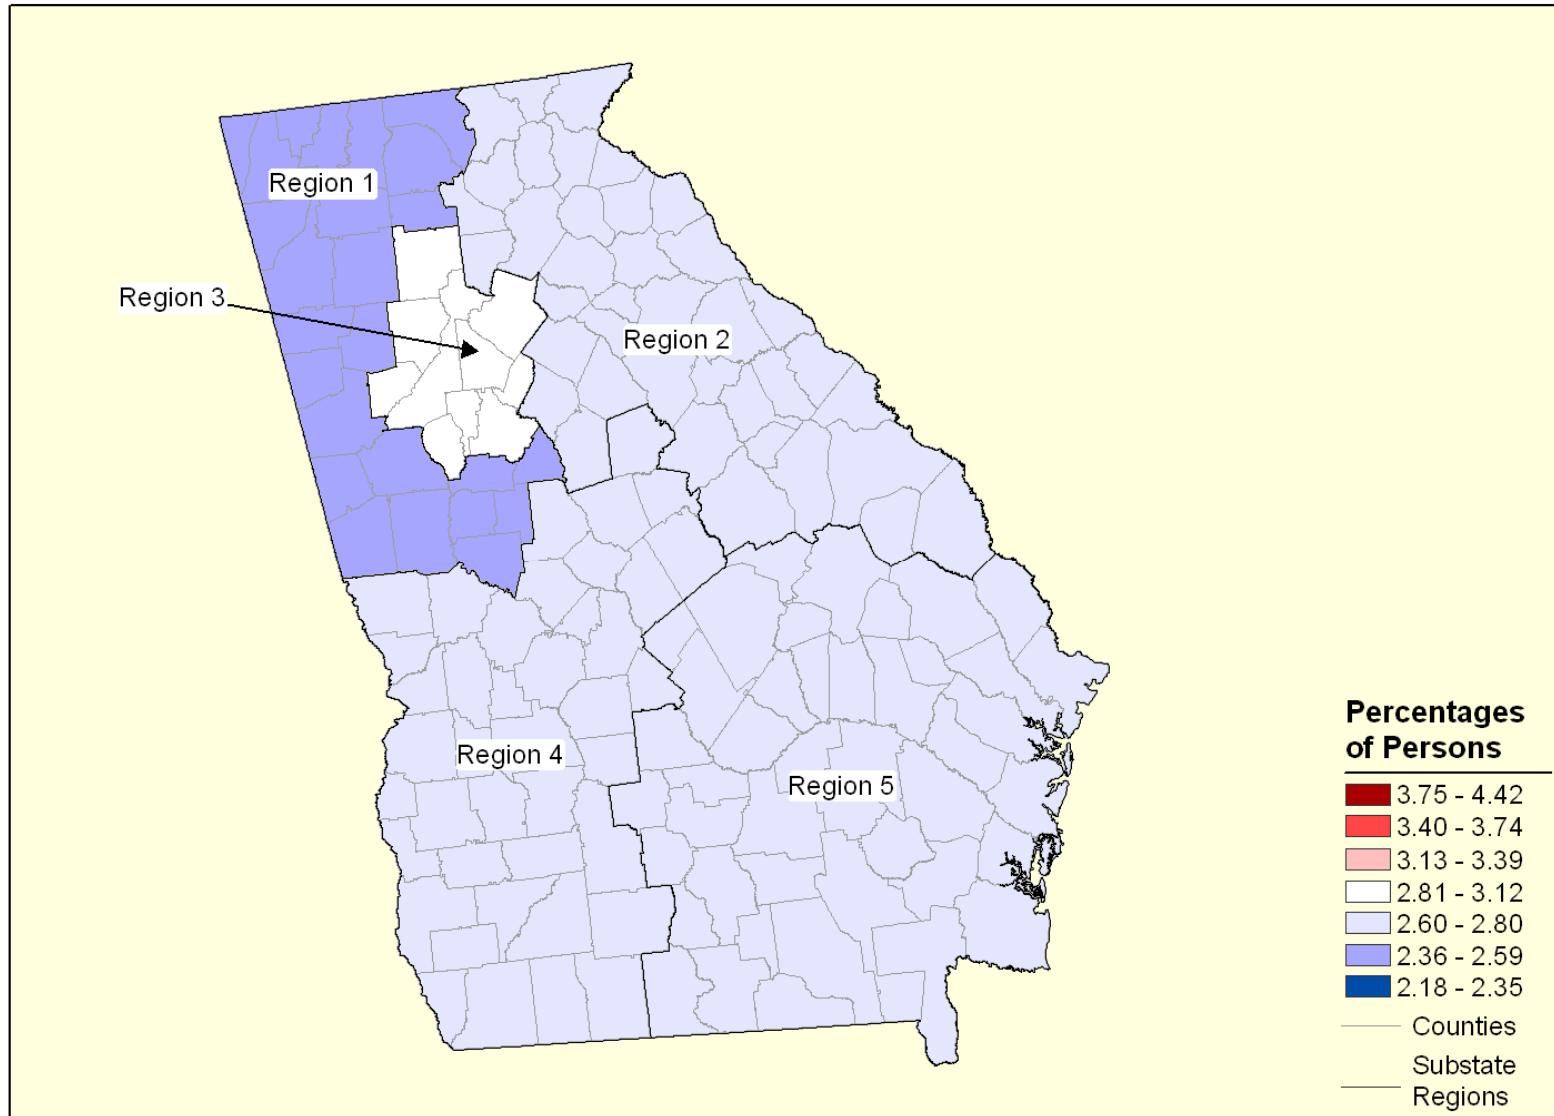 Region 1
Region 3
Region 2
Region 4
Region 5
Percentages
of Persons
3.75 - 4.42
3.40 - 3.74
3.13 - 3.39
2.81 - 3.12
2.60 - 2.80
2.36 - 2.59
2.18 - 2.35
Counties
Substate
Regions